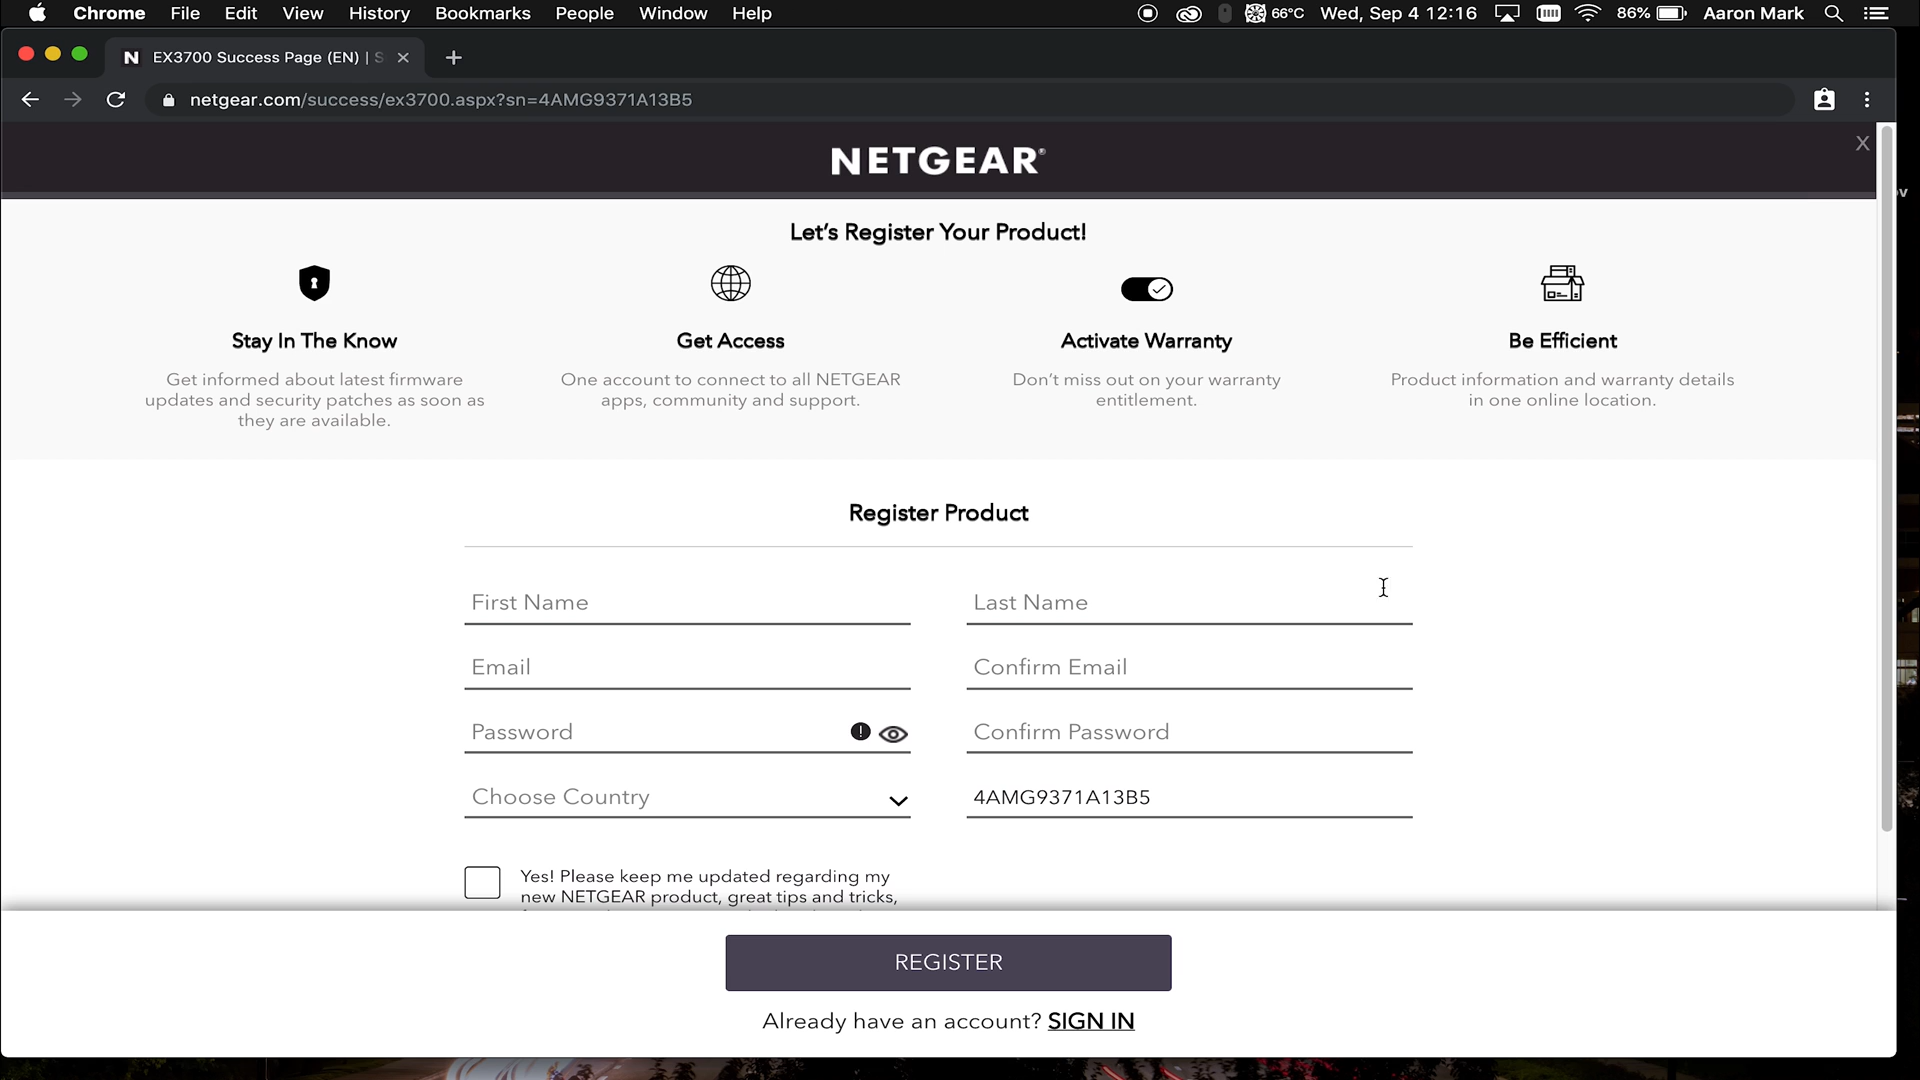 Chrome File Edit View History Bookmarks People Window Help 66°C Wed, Sep 4 12:16 86% Aaron Mark
N EX3700 Success Page (EN) | S
netgear.com/success/ex3700.aspx?sn=4AMG9371A13B5
NETGEAR®
X
Let’s Register Your Product!
Stay In The Know
Get informed about latest firmware
updates and security patches as soon as
they are available.
Get Access
One account to connect to all NETGEAR
apps, community and support.
Activate Warranty
Don’t miss out on your warranty
entitlement.
Be Efficient
Product information and warranty details
in one online location.
Register Product
First Name
Last Name
Email
Confirm Email
Password
Confirm Password
Choose Country
4AMG9371A13B5
Yes! Please keep me updated regarding my
new NETGEAR product, great tips and tricks,
REGISTER
Already have an account? SIGN IN